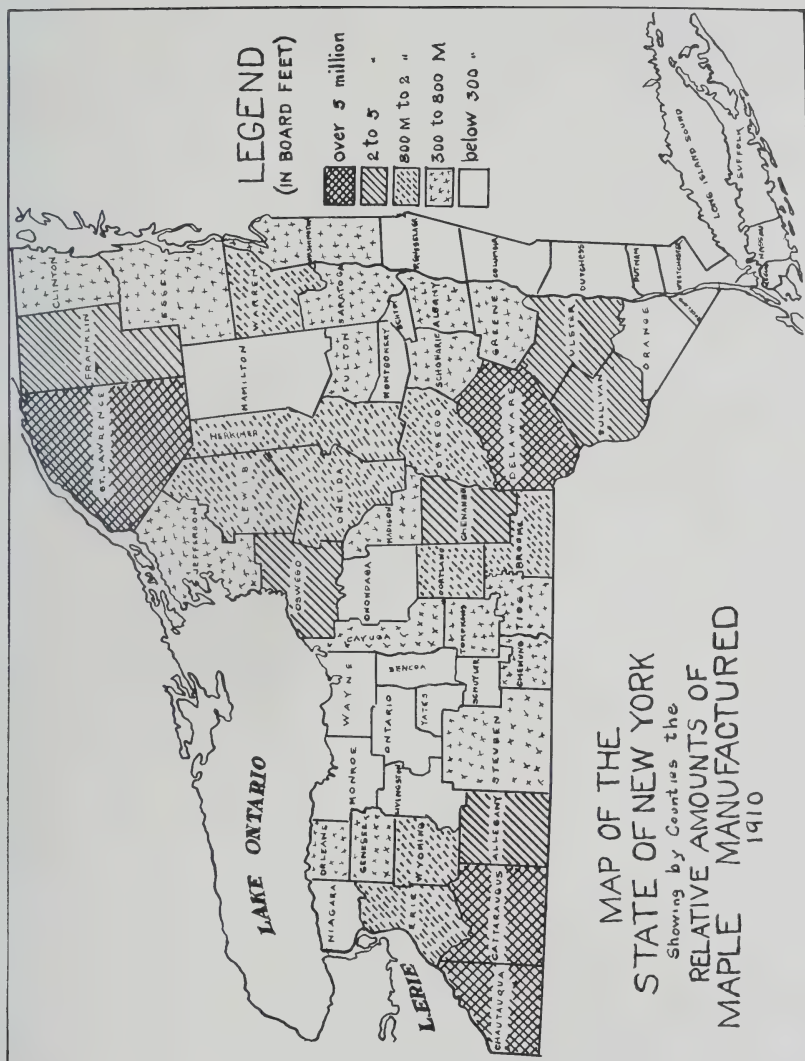 MAP OF THE
STATE OF NEW YORK
Showing by Counties the
RELATIVE AMOUNTS OF
MAPLE MANUFACTURED
1910
LEGEND
(IN BOARD FEET)
over 5 million
2 to 5 "
800 M to 2 "
300 to 800 M
below 300 "
LAKE ONTARIO
L. ERIE
LONG ISLAND SOUND
CLINTON
FRANKLIN
ST. LAWRENCE
ESSEX
HAMILTON
HERKIMER
LEWIS
JEFFERSON
OSWEGO
ONEIDA
WARREN
WASHINGTON
SARATOGA
FULTON
MONTGOMERY
SCHOHARIE
ALBANY
RENSSELAER
COLUMBIA
GREENE
OTSEGO
DELAWARE
ULSTER
SULLIVAN
ORANGE
DUTCHESS
PUTNAM
WESTCHESTER
NASSAU
SUFFOLK
MADISON
CHENANGO
BROOME
CORTLAND
ONONDAGA
CAYUGA
TOMPKINS
TIOGA
CHEMUNG
SCHUYLER
SENECA
WAYNE
ONTARIO
YATES
STEUBEN
MONROE
LIVINGSTON
ALLEGANY
ORLEANS
GENESEE
WYOMING
NIAGARA
ERIE
CATTARAUGUS
CHAUTAUQUA